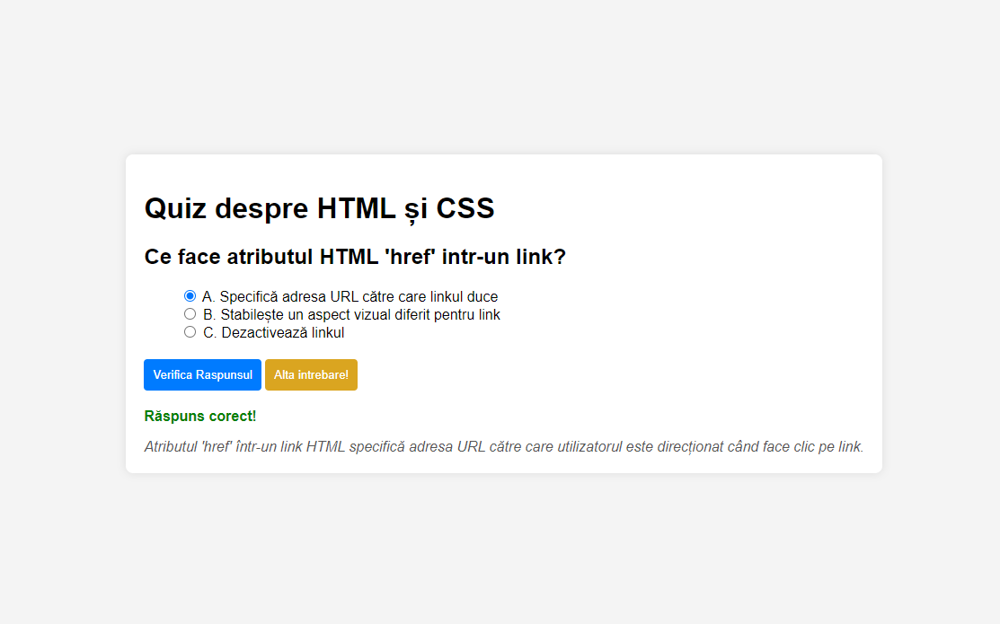 Quiz despre HTML și CSS
Ce face atributul HTML 'href' intr-un link?
A. Specifică adresa URL către care linkul duce
B. Stabilește un aspect vizual diferit pentru link
C. Dezactivează linkul
Verifica Raspunsul Alta intrebare!
Răspuns corect!
Atributul 'href' într-un link HTML specifică adresa URL către care utilizatorul este direcționat când face clic pe link.